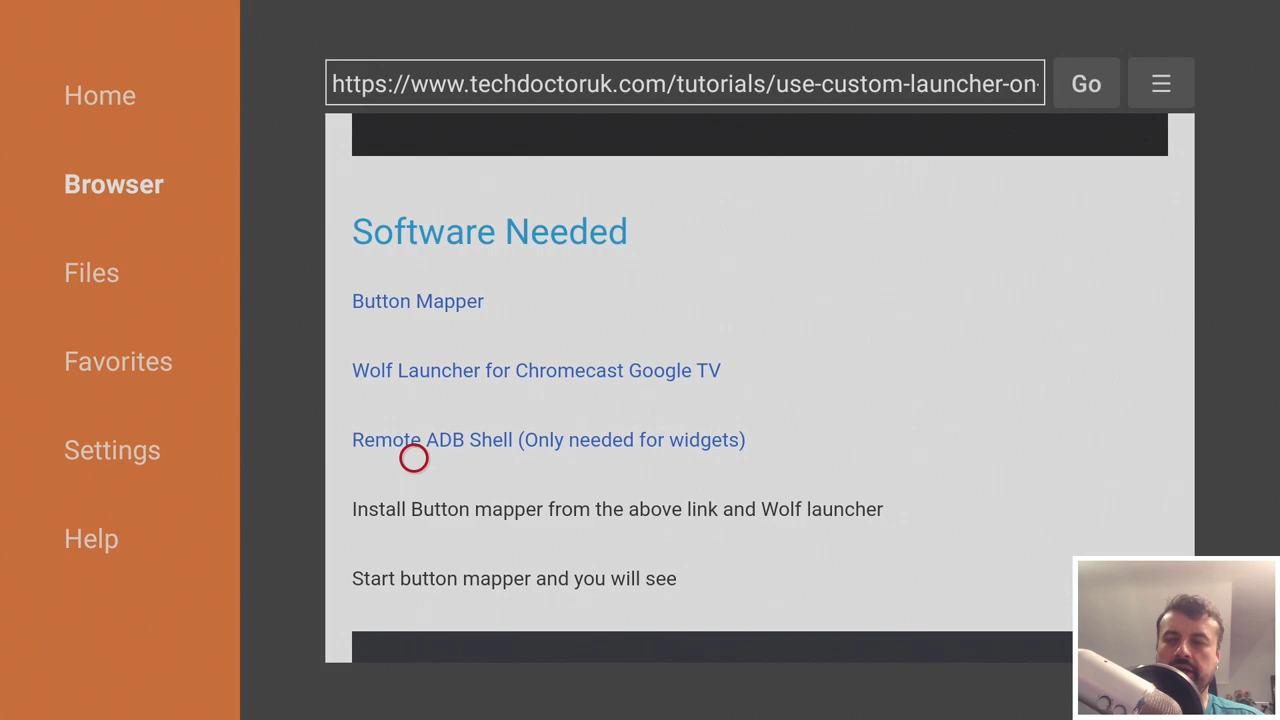 Home
Browser
Files
Favorites
Settings
Help
https://www.techdoctoruk.com/tutorials/use-custom-launcher-on-
Go
Software Needed
Button Mapper
Wolf Launcher for Chromecast Google TV
Remote ADB Shell (Only needed for widgets)
Install Button mapper from the above link and Wolf launcher
Start button mapper and you will see